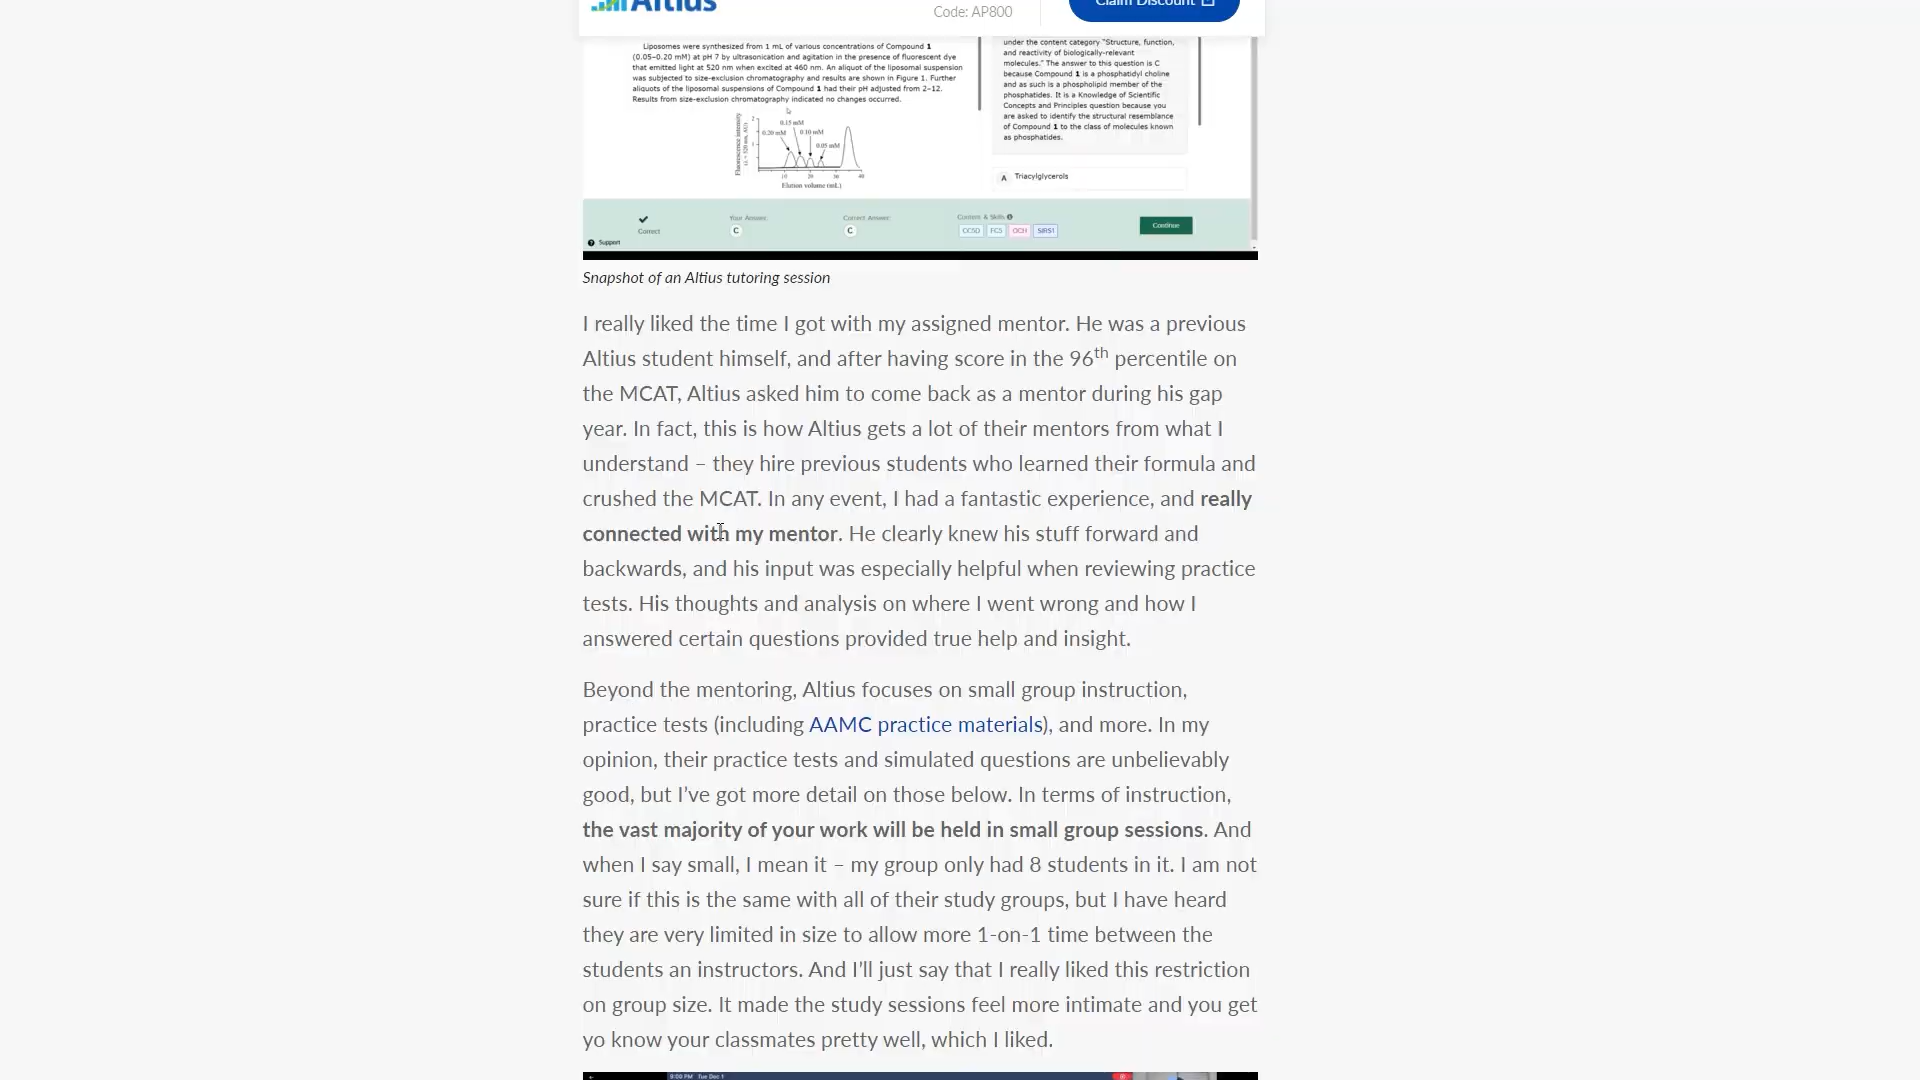 Altius
Code: AP800
Claim Discount
Liposomes were synthesized from 1 mL of various concentrations of Compound 1
(0.05–0.20 mM) at pH 7 by ultrasonication and agitation in the presence of fluorescent dye
that emitted light at 520 nm when excited at 460 nm. An aliquot of the liposomal suspension
was subjected to size-exclusion chromatography and results are shown in Figure 1. Further
aliquots of the liposomal suspensions of Compound 1 had their pH adjusted from 2–12.
Results from size-exclusion chromatography indicated no changes occurred.
Fluorescence intensity
(λ = 520 nm, AU)
2
1
0.20 mM
0.15 mM
0.10 mM
0.05 mM
10
20
30
40
Elution volume (mL)
under the content category "Structure, function,
and reactivity of biologically-relevant
molecules." The answer to this question is C
because Compound 1 is a phosphatidyl choline
and as such is a phospholipid member of the
phosphatides. It is a Knowledge of Scientific
Concepts and Principles question because you
are asked to identify the structural resemblance
of Compound 1 to the class of molecules known
as phosphatides.
A Triacylglycerols
Correct
Your Answer:
C
Correct Answer:
C
Content & Skills
CC5D FC5 OCH SIRS1
Continue
Support
Snapshot of an Altius tutoring session
I really liked the time I got with my assigned mentor. He was a previous
Altius student himself, and after having score in the 96th percentile on
the MCAT, Altius asked him to come back as a mentor during his gap
year. In fact, this is how Altius gets a lot of their mentors from what I
understand – they hire previous students who learned their formula and
crushed the MCAT. In any event, I had a fantastic experience, and really
connected with my mentor. He clearly knew his stuff forward and
backwards, and his input was especially helpful when reviewing practice
tests. His thoughts and analysis on where I went wrong and how I
answered certain questions provided true help and insight.
Beyond the mentoring, Altius focuses on small group instruction,
practice tests (including AAMC practice materials), and more. In my
opinion, their practice tests and simulated questions are unbelievably
good, but I’ve got more detail on those below. In terms of instruction,
the vast majority of your work will be held in small group sessions. And
when I say small, I mean it – my group only had 8 students in it. I am not
sure if this is the same with all of their study groups, but I have heard
they are very limited in size to allow more 1-on-1 time between the
students an instructors. And I’ll just say that I really liked this restriction
on group size. It made the study sessions feel more intimate and you get
yo know your classmates pretty well, which I liked.
9:09 PM Tue Dec 1